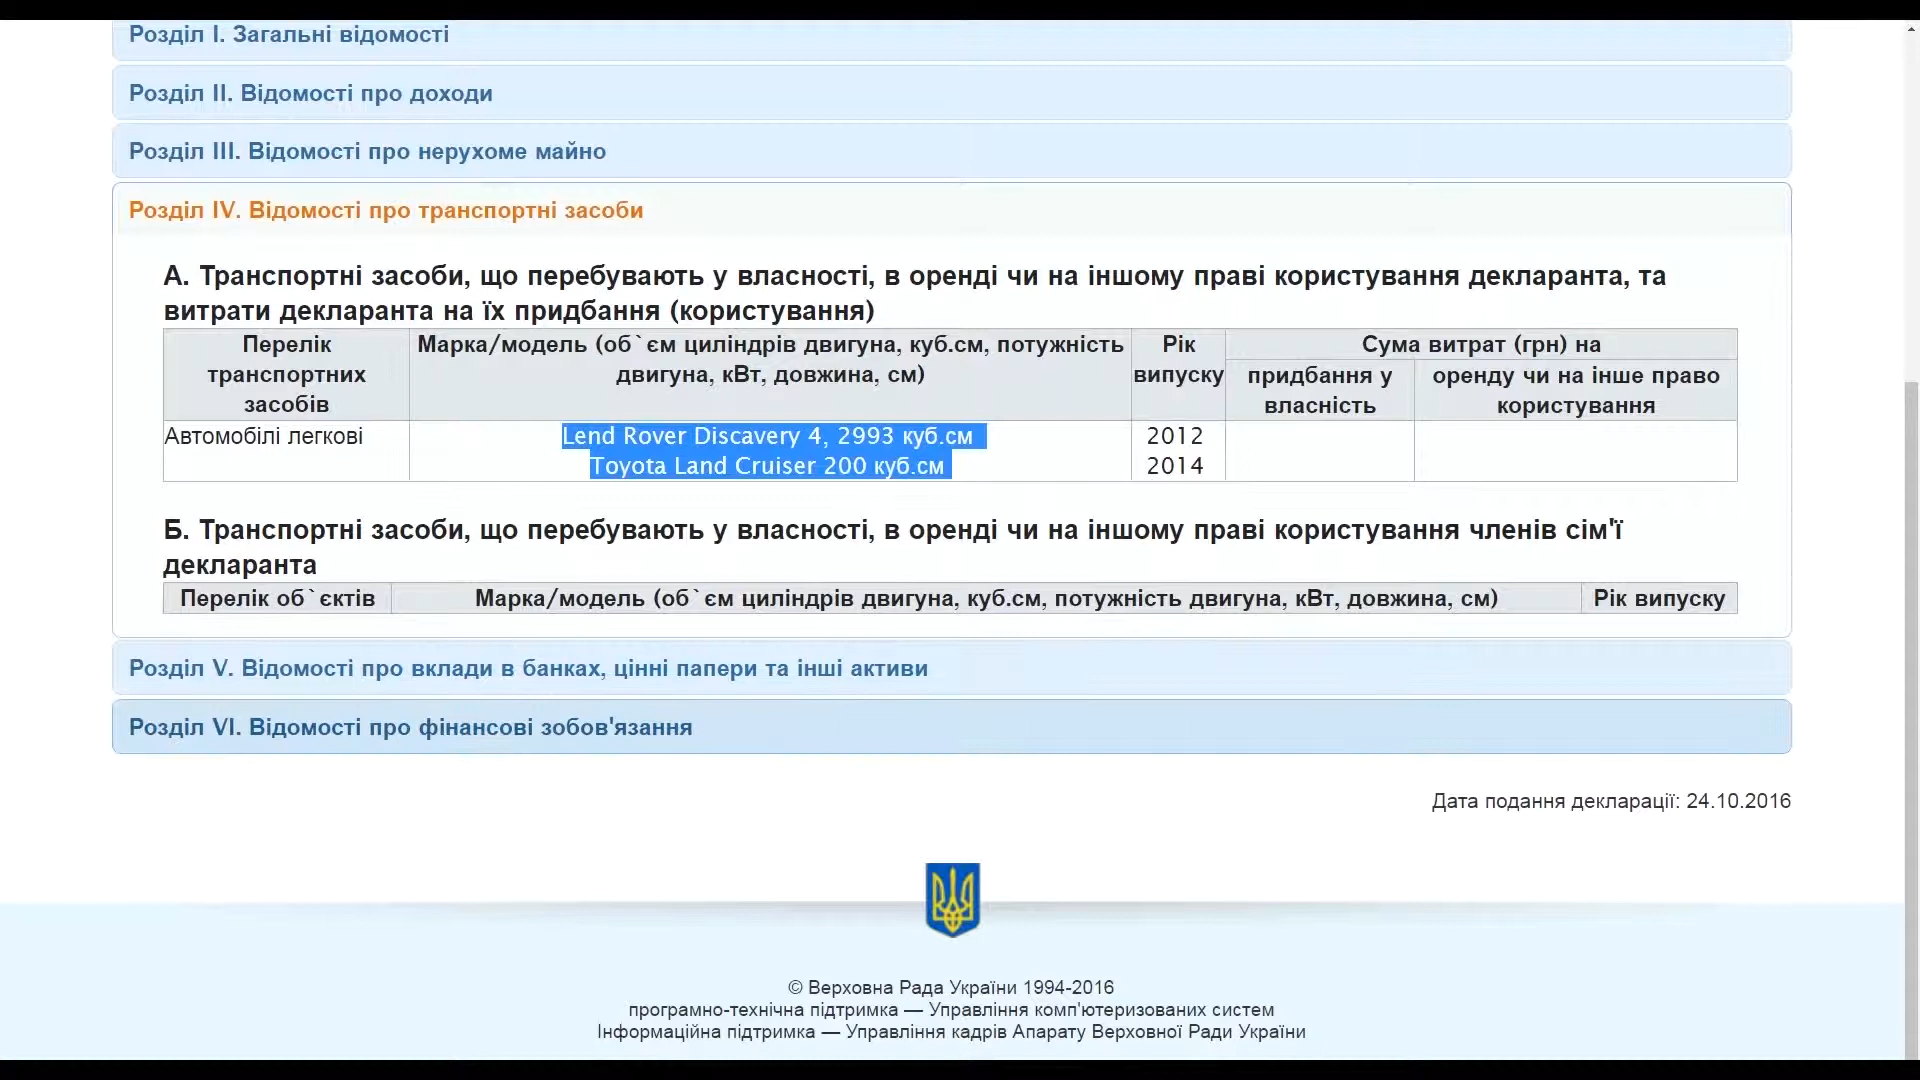 Розділ I. Загальні відомості
Розділ II. Відомості про доходи
Розділ III. Відомості про нерухоме майно
Розділ IV. Відомості про транспортні засоби
А. Транспортні засоби, що перебувають у власності, в оренді чи на іншому праві користування декларанта, та
витрати декларанта на їх придбання (користування)
Перелік
транспортних
засобів
Марка/модель (об`єм циліндрів двигуна, куб.см, потужність
двигуна, кВт, довжина, см)
Рік
випуску
Сума витрат (грн) на
придбання у
власність
оренду чи на інше право
користування
Автомобілі легкові
Lend Rover Discavery 4, 2993 куб.см
2012
Toyota Land Cruiser 200 куб.см
2014
Б. Транспортні засоби, що перебувають у власності, в оренді чи на іншому праві користування членів сім'ї
декларанта
Перелік об`єктів
Марка/модель (об`єм циліндрів двигуна, куб.см, потужність двигуна, кВт, довжина, см)
Рік випуску
Розділ V. Відомості про вклади в банках, цінні папери та інші активи
Розділ VI. Відомості про фінансові зобов'язання
Дата подання декларації: 24.10.2016
© Верховна Рада України 1994-2016
програмно-технічна підтримка — Управління комп'ютеризованих систем
Інформаційна підтримка — Управління кадрів Апарату Верховної Ради України